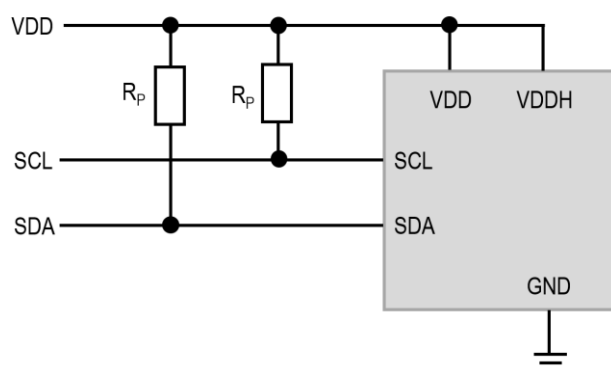 VDD
R_P R_P
VDD VDDH
SCL SCL
SDA SDA
GND